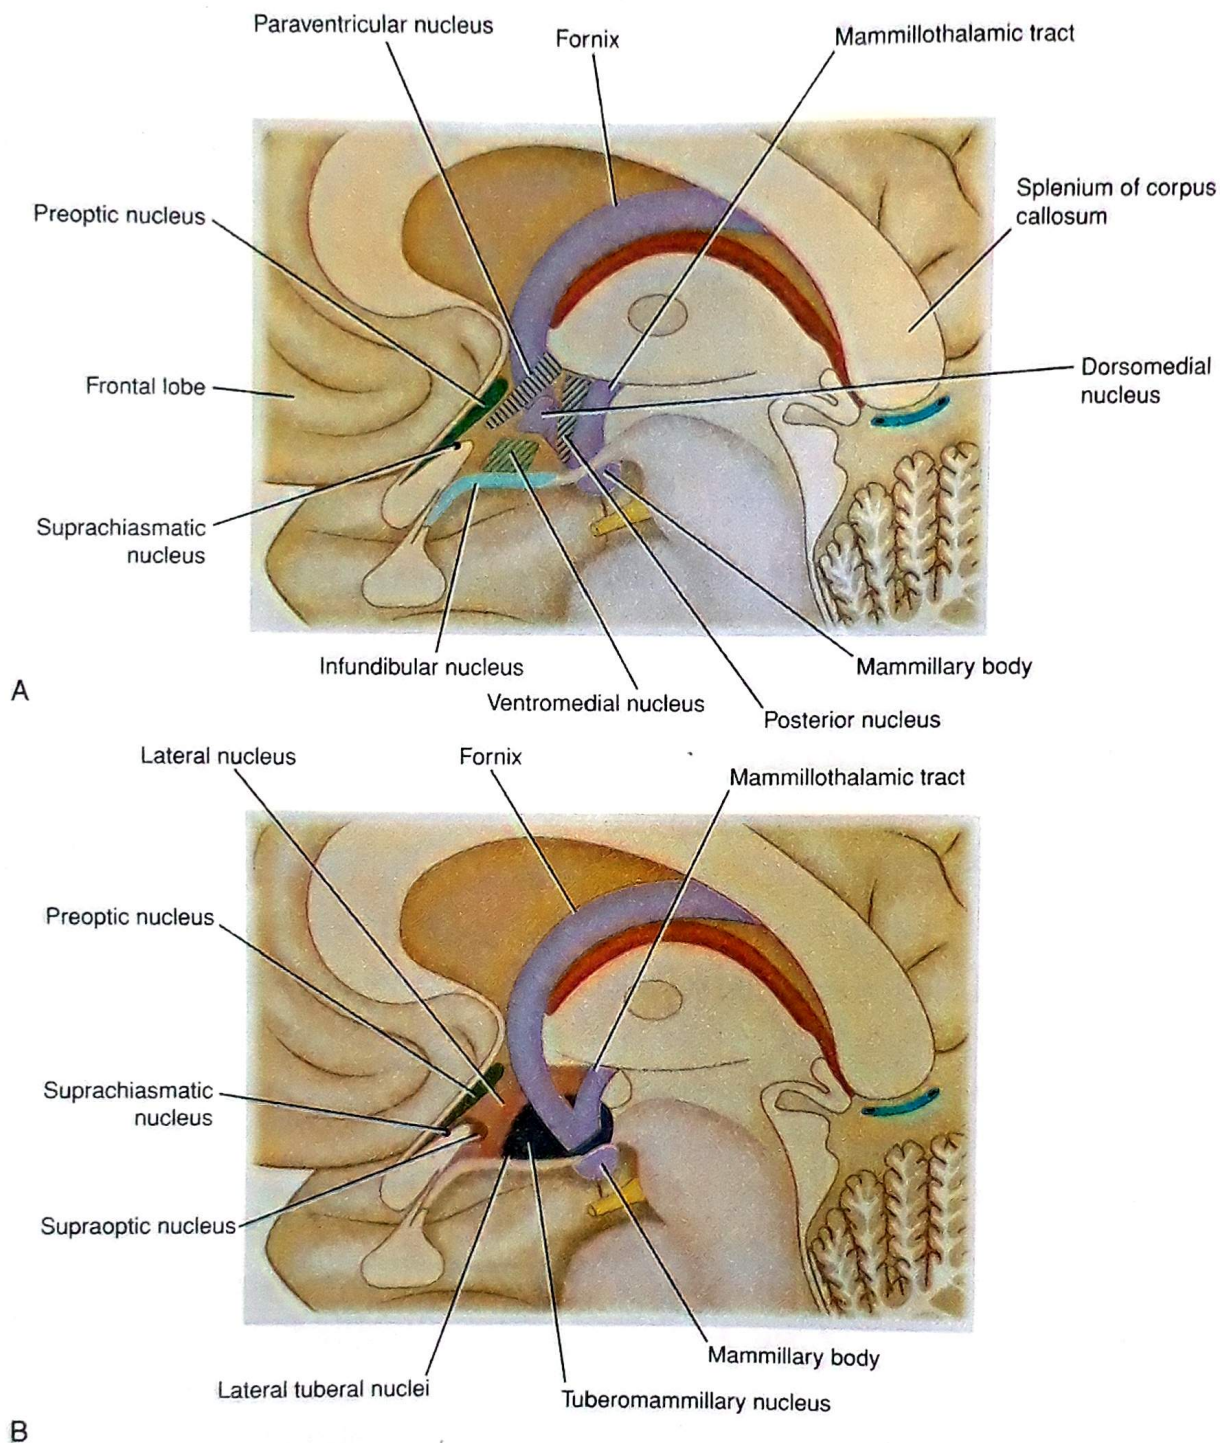 Paraventricular nucleus
Fornix
Mammillothalamic tract
Preoptic nucleus
Splenium of corpus
callosum
Frontal lobe
Dorsomedial
nucleus
Suprachiasmatic
nucleus
Infundibular nucleus
Mammillary body
Ventromedial nucleus
Posterior nucleus
A
Lateral nucleus
Fornix
Mammillothalamic tract
Preoptic nucleus
Suprachiasmatic
nucleus
Supraoptic nucleus
Mammillary body
Lateral tuberal nuclei
Tuberomammillary nucleus
B